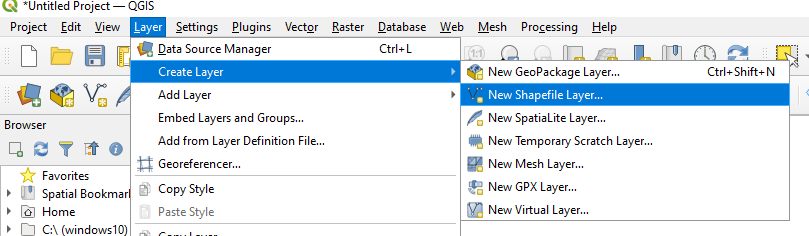 *Untitled Project — QGIS
Project Edit View Layer Settings Plugins Vector Raster Database Web Mesh Processing Help
Data Source Manager Ctrl+L
Create Layer New GeoPackage Layer... Ctrl+Shift+N
Add Layer New Shapefile Layer...
Embed Layers and Groups... New SpatiaLite Layer...
Add from Layer Definition File... New Temporary Scratch Layer...
Browser Georeferencer... New Mesh Layer...
Favorites Copy Style New GPX Layer...
Spatial Bookmar
Home Paste Style New Virtual Layer...
C:\ (windows10) Copy Layer